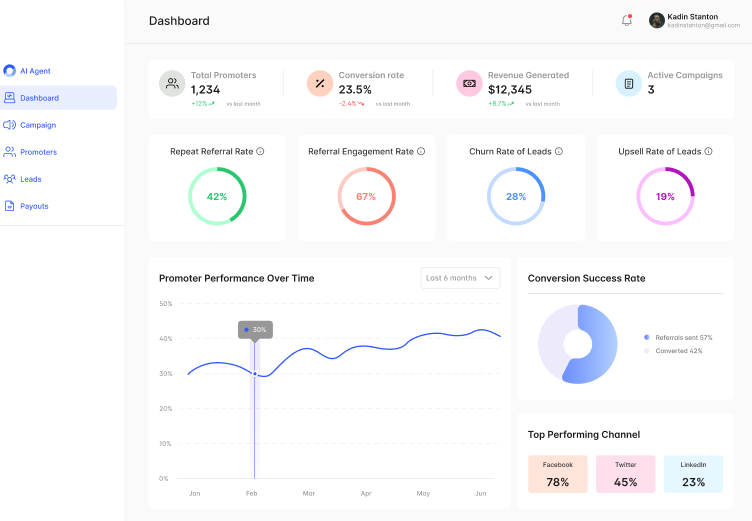 Dashboard
Kadin Stanton
kadinstanton@gmail.com
AI Agent
Dashboard
Campaign
Promoters
Leads
Payouts
Total Promoters
1,234
+12% vs last month
Conversion rate
23.5%
-2.4% vs last month
Revenue Generated
$12,345
+8.7% vs last month
Active Campaigns
3
Repeat Referral Rate
42%
Referral Engagement Rate
67%
Churn Rate of Leads
28%
Upsell Rate of Leads
19%
Promoter Performance Over Time
Last 6 months
50%
40%
30%
20%
10%
0%
30%
Jan Feb Mar Apr May Jun
Conversion Success Rate
Referrals sent 57%
Converted 42%
Top Performing Channel
Facebook
78%
Twitter
45%
LinkedIn
23%